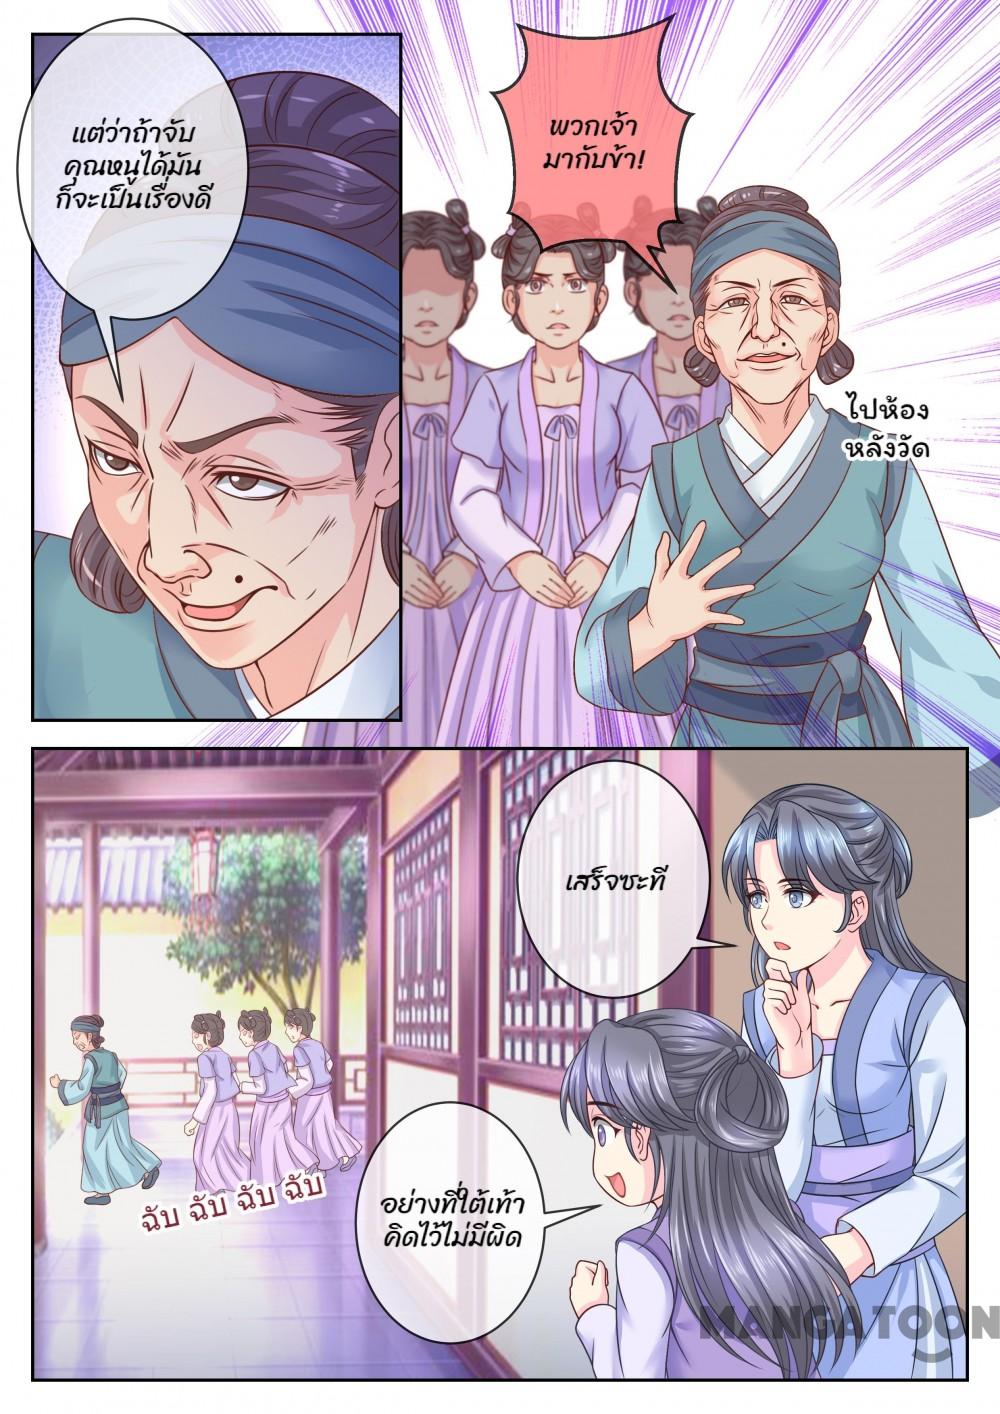 แต่ว่าถ้าจับ
คุณหนูได้มัน
ก็จะเป็นเรื่องดี
พวกเจ้า
มากับข้า!
ไปห้อง
หลังวัด
เสร็จซะที
ฉับ ฉับ ฉับ ฉับ
อย่างที่ใต้เท้า
คิดไว้ไม่มีผิด
MANGATOON